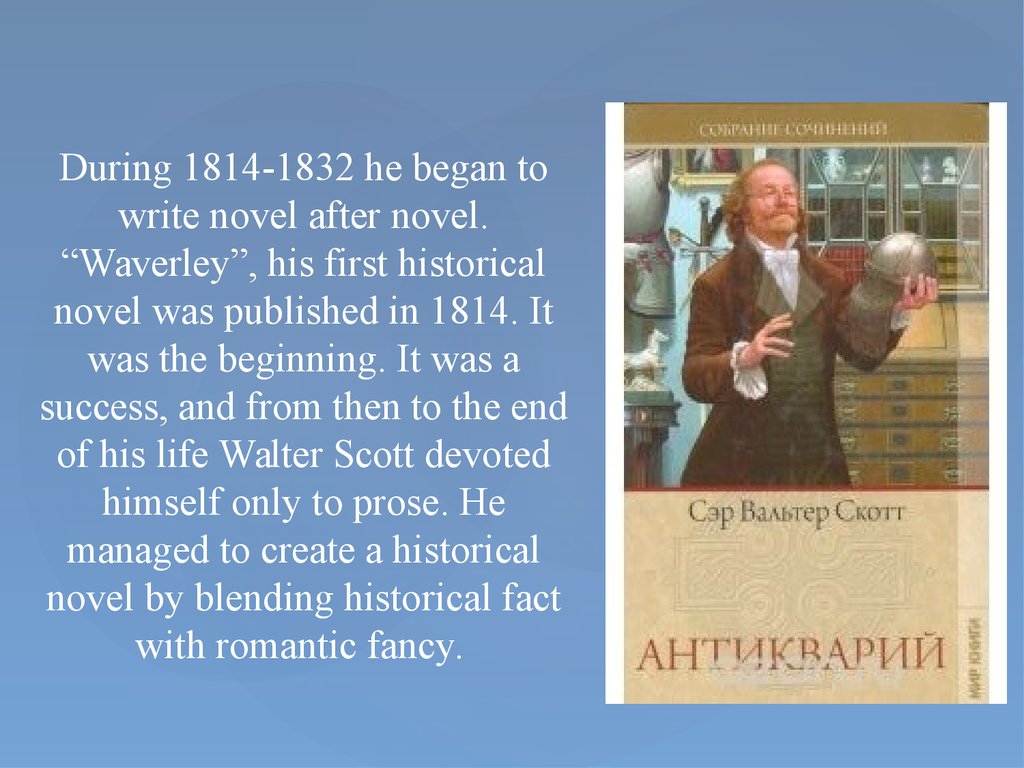 During 1814-1832 he began to
write novel after novel.
“Waverley”, his first historical
novel was published in 1814. It
was the beginning. It was a
success, and from then to the end
of his life Walter Scott devoted
himself only to prose. He
managed to create a historical
novel by blending historical fact
with romantic fancy.
СОБРАНИЕ СОЧИНЕНИЙ
Сэр Вальтер Скотт
АНТИКВАРИЙ
МИР КНИГИ